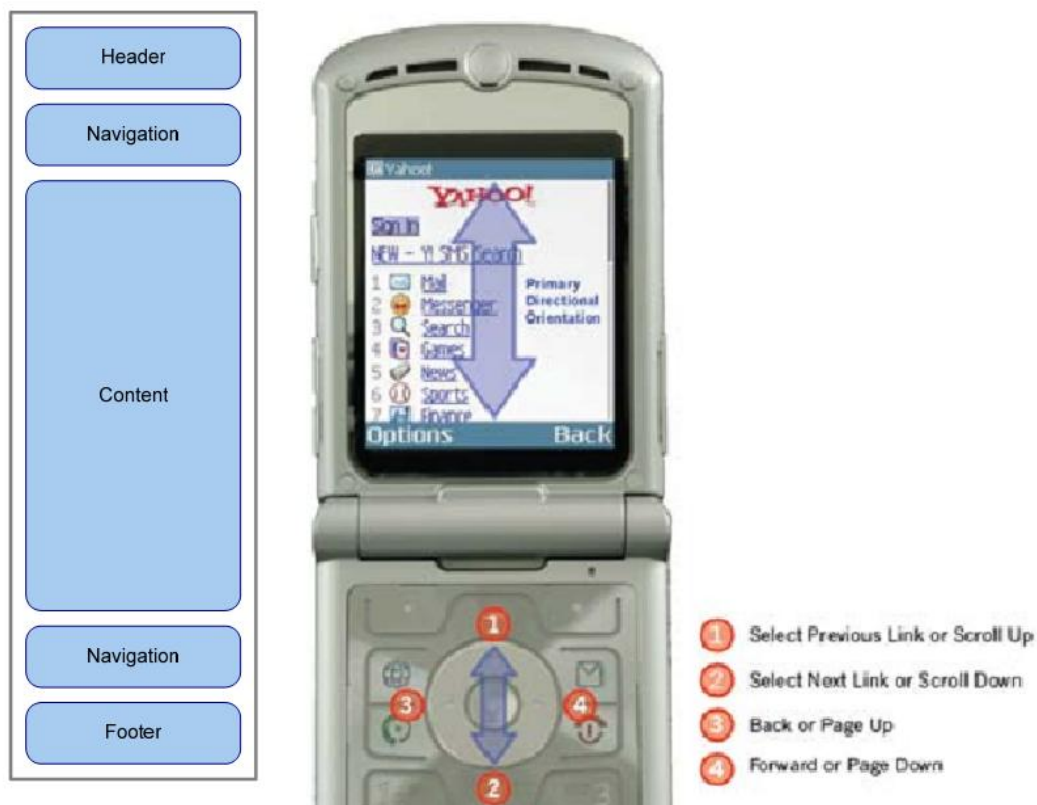 Header
Navigation
Content
Navigation
Footer
Yahoo!
YAHOO!
Sign In
NEW - Y! SMS Search
1 Mail
2 Messenger
3 Search
4 Games
5 News
6 Sports
7 Finance
Primary
Directional
Orientation
Options Back
1
3 4
2
1 Select Previous Link or Scroll Up
2 Select Next Link or Scroll Down
3 Back or Page Up
4 Forward or Page Down